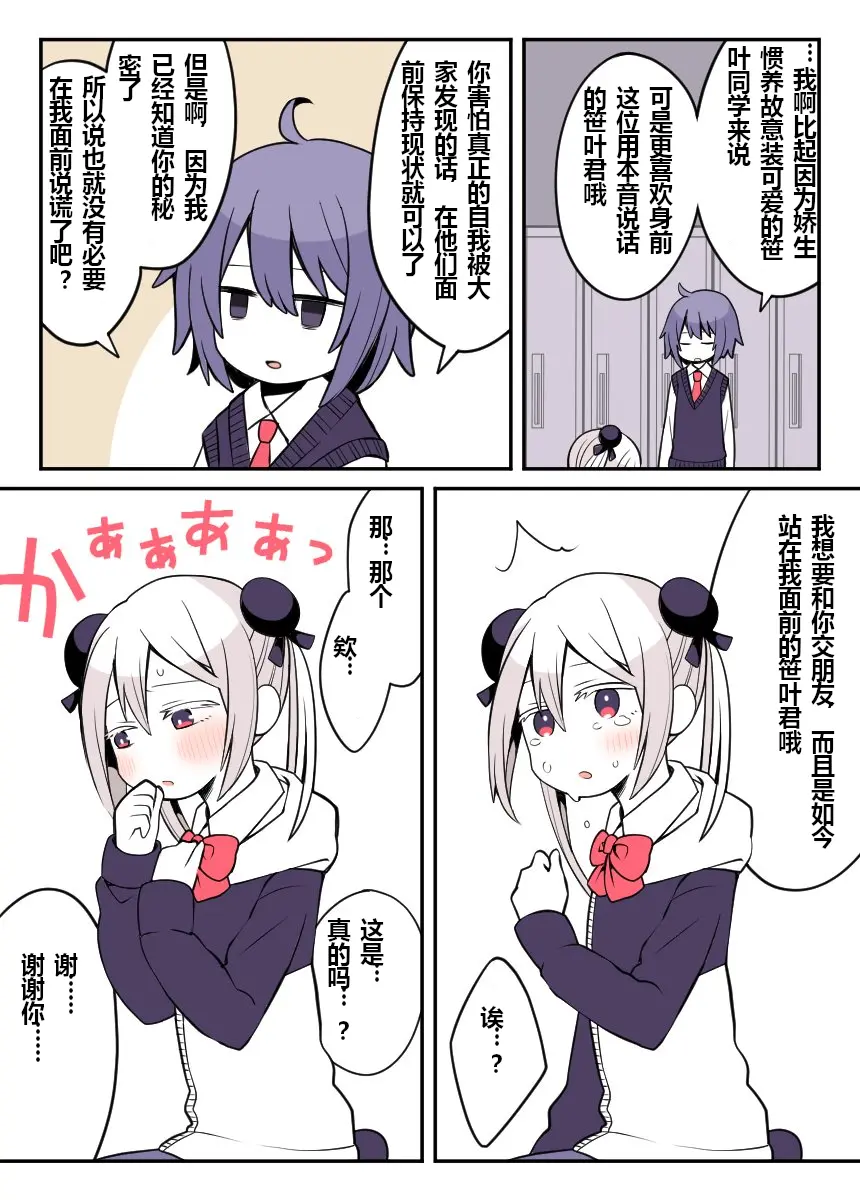 …我啊比起因为娇生
惯养故意装可爱的笹
叶同学来说
可是更喜欢身前
这位用本音说话
的笹叶君哦
你害怕真正的自我被大
家发现的话 在他们面
前保持现状就可以了
但是啊，因为我
已经知道你的秘
密了
所以说也就没有必要
在我面前说谎了吧？
我想要和你交朋友，而且是如今
站在我面前的笹叶君哦
诶…？
那…那个
欸…
かぁぁぁぁっ
这是…
真的吗…？
谢……
谢谢你……